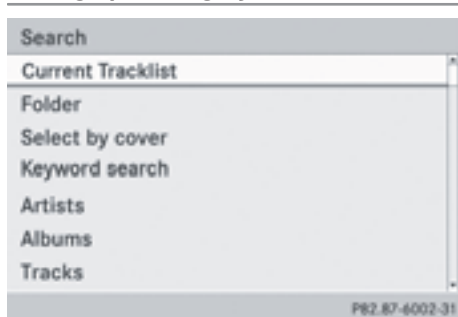 Search
Current Tracklist
Folder
Select by cover
Keyword search
Artists
Albums
Tracks
P82.87-6002-31